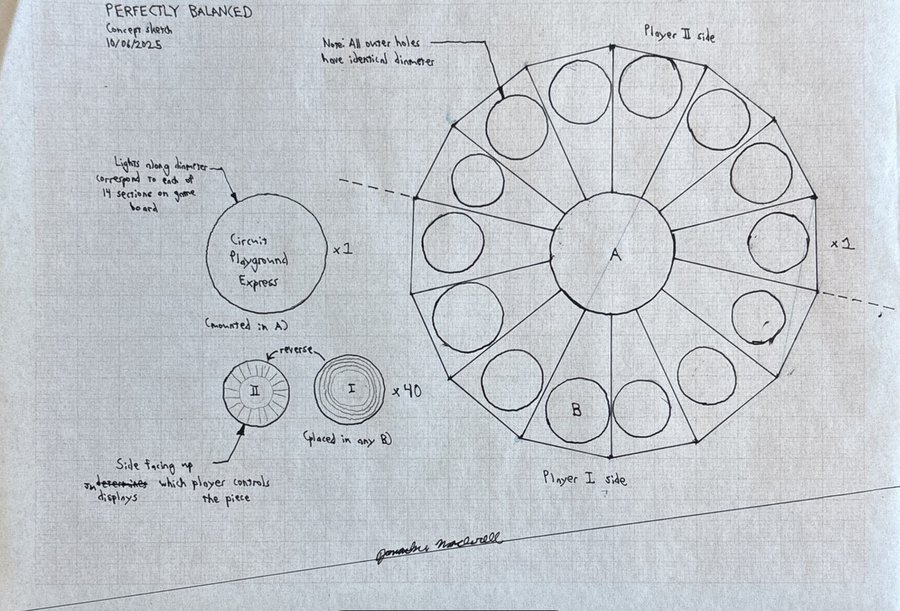 PERFECTLY BALANCED
Concept sketch
10/06/2025
Player II side
Note: All outer holes
have identical diameter
Lights along diameter
correspond to each of
14 sections on game
board
Circuit
Playground
Express
x1
(mounted in A)
A
x1
reverse
II
I
x 40
(placed in any B)
B
Side facing up
determines which player controls
displays the piece
Player I side